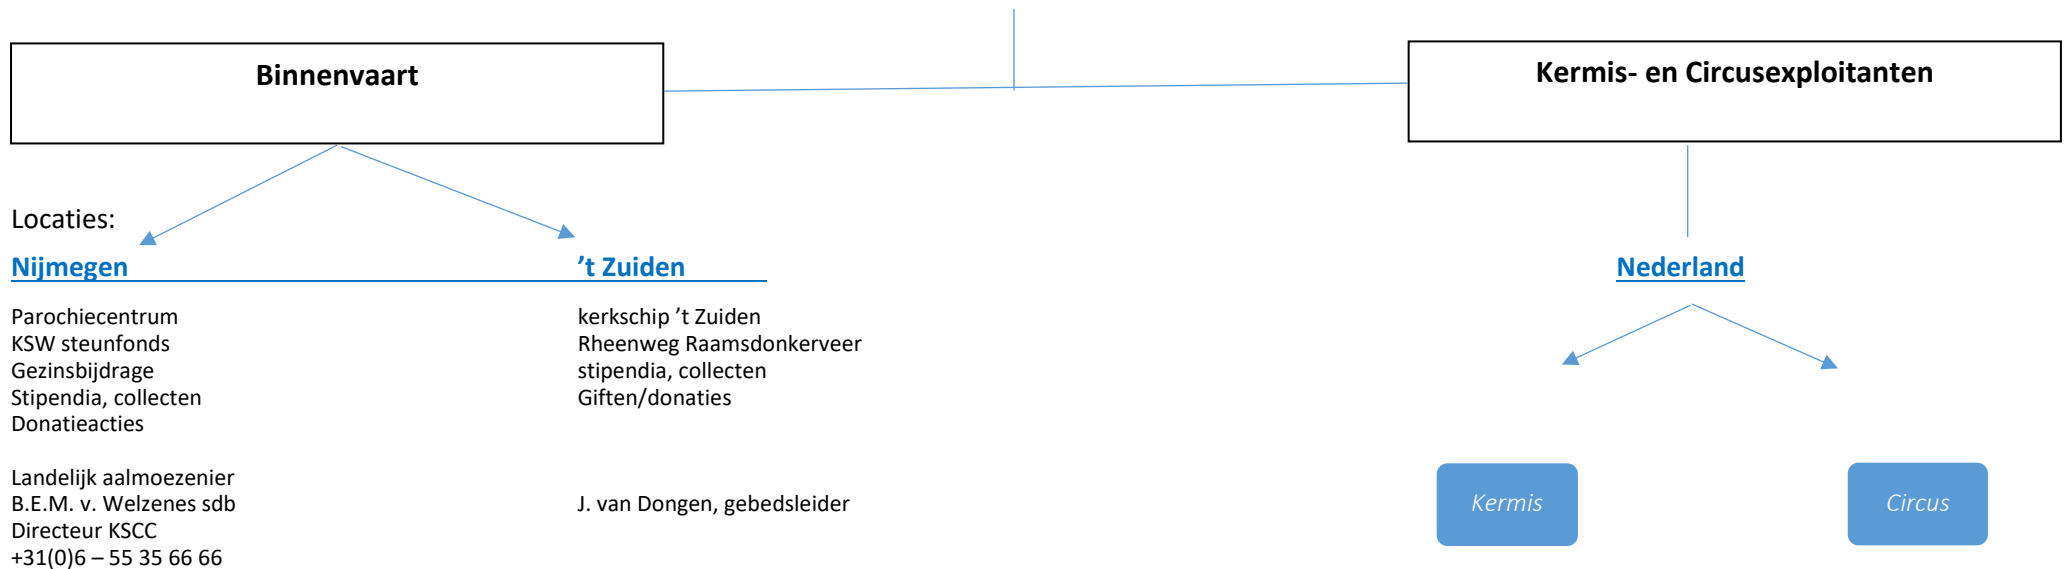 Binnenvaart
Kermis- en Circusexploitanten
Locaties:
Nijmegen
’t Zuiden
Nederland
Parochiecentrum
KSW steunfonds
Gezinsbijdrage
Stipendia, collecten
Donatieacties
kerkschip ’t Zuiden
Rheenweg Raamsdonkerveer
stipendia, collecten
Giften/donaties
Landelijk aalmoezenier
B.E.M. v. Welzenes sdb
Directeur KSCC
+31(0)6 – 55 35 66 66
J. van Dongen, gebedsleider
Kermis
Circus